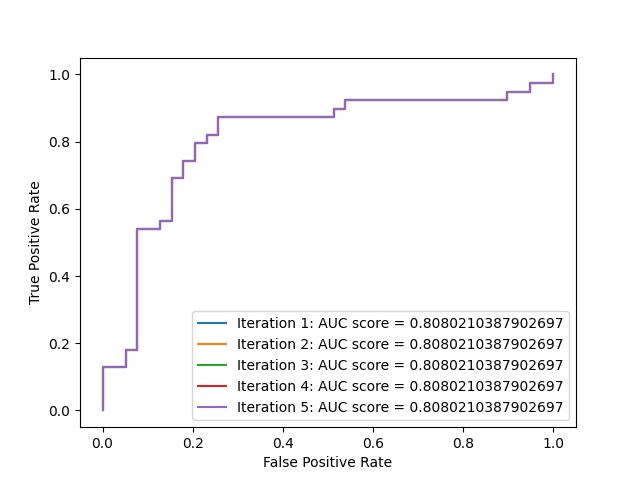 1.0
0.8
0.6
0.4
0.2
0.0
True Positive Rate
Iteration 1: AUC score = 0.8080210387902697
Iteration 2: AUC score = 0.8080210387902697
Iteration 3: AUC score = 0.8080210387902697
Iteration 4: AUC score = 0.8080210387902697
Iteration 5: AUC score = 0.8080210387902697
0.0 0.2 0.4 0.6 0.8 1.0
False Positive Rate